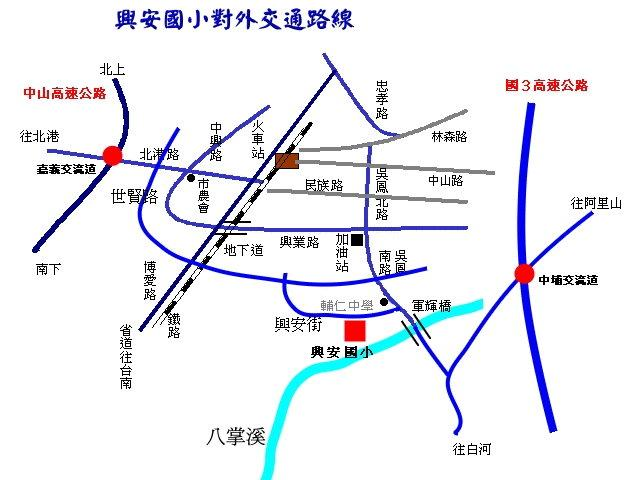 興安國小對外交通路線
北上
中山高速公路
國3高速公路
忠孝路
往北港
中興路
火車站
林森路
北港路
嘉義交流道
中山路
吳鳳北路
世賢路
市農會
民族路
往阿里山
興業路
加油站
地下道
南路
吳鳳
南下
博愛路
中埔交流道
輔仁中學
軍輝橋
鐵路
興安街
省道往台南
興安國小
八掌溪
往白河